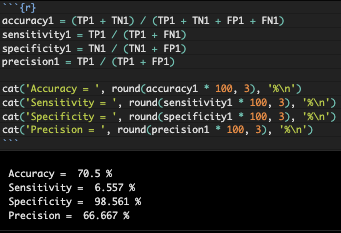 ```{r}
accuracy1 = (TP1 + TN1) / (TP1 + TN1 + FP1 + FN1)
sensitivity1 = TP1 / (TP1 + FN1)
specificity1 = TN1 / (TN1 + FP1)
precision1 = TP1 / (TP1 + FP1)

cat('Accuracy = ', round(accuracy1 * 100, 3), '%\n')
cat('Sensitivity = ', round(sensitivity1 * 100, 3), '%\n')
cat('Specificity = ', round(specificity1 * 100, 3), '%\n')
cat('Precision = ', round(precision1 * 100, 3), '%\n')
```

Accuracy =  70.5 %
Sensitivity =  6.557 %
Specificity =  98.561 %
Precision =  66.667 %